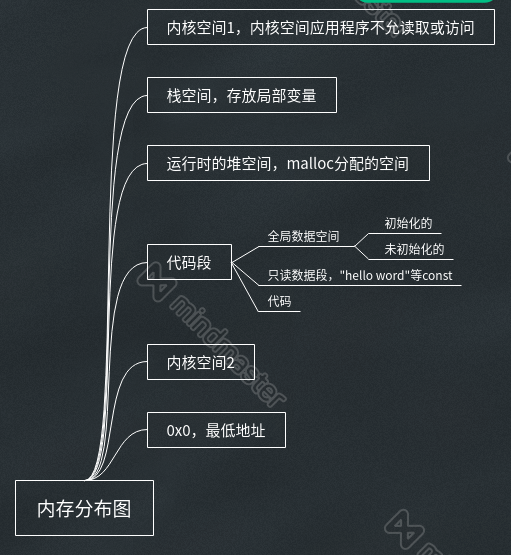 内核空间1，内核空间应用程序不允读取或访问
栈空间，存放局部变量
运行时的堆空间，malloc分配的空间
代码段
全局数据空间
初始化的
未初始化的
只读数据段，"hello word"等const
代码
内核空间2
0x0，最低地址
内存分布图
mindmaster